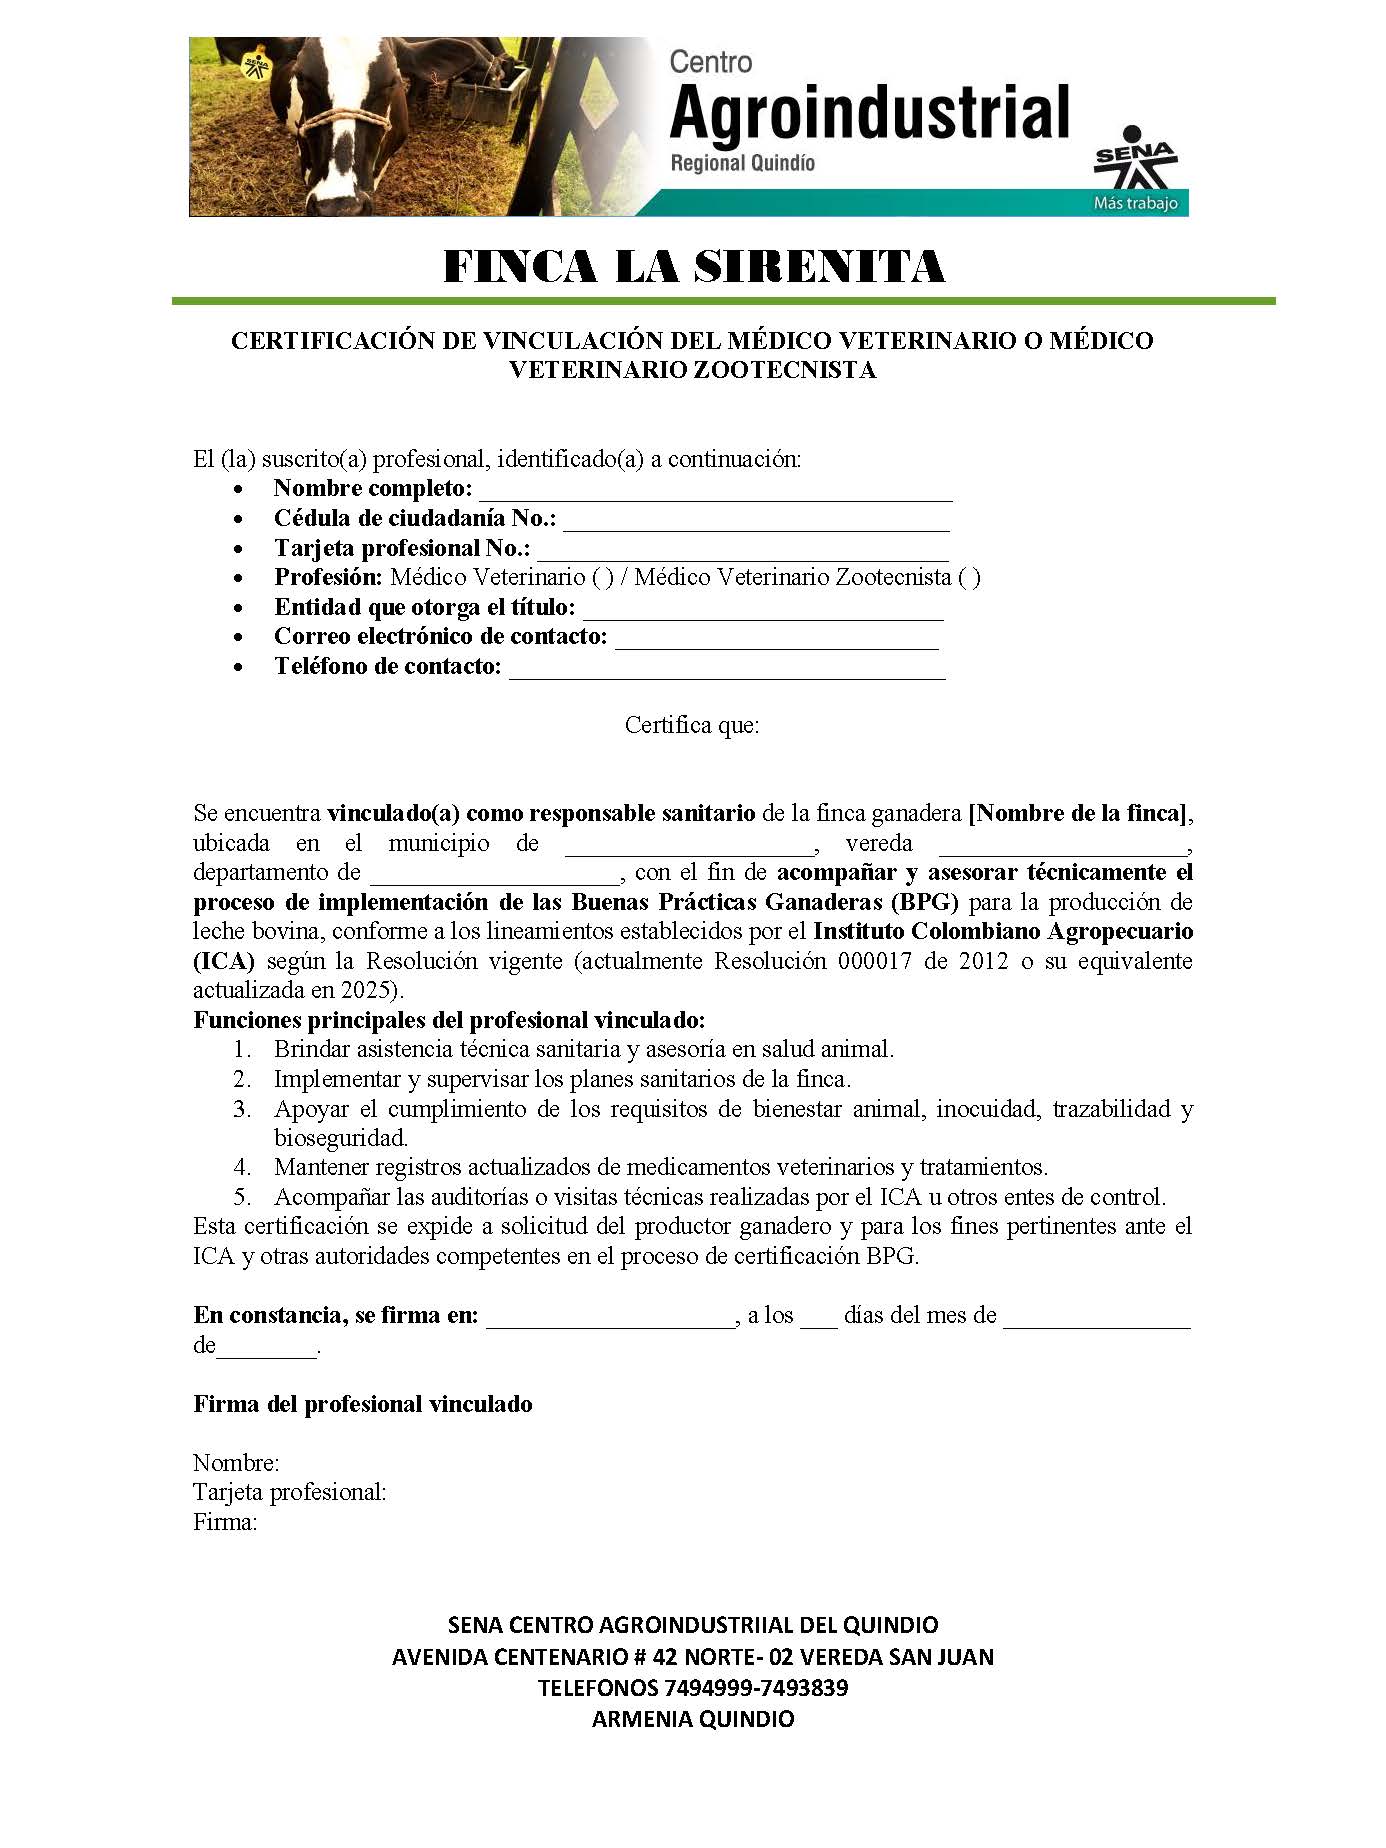 SENA
Centro
Agroindustrial
Regional Quindío
SENA
Más trabajo
FINCA LA SIRENITA
CERTIFICACIÓN DE VINCULACIÓN DEL MÉDICO VETERINARIO O MÉDICO
VETERINARIO ZOOTECNISTA
El (la) suscrito(a) profesional, identificado(a) a continuación:
• Nombre completo: ______________________________________
• Cédula de ciudadanía No.: _______________________________
• Tarjeta profesional No.: _________________________________
• Profesión: Médico Veterinario ( ) / Médico Veterinario Zootecnista ( )
• Entidad que otorga el título: _____________________________
• Correo electrónico de contacto: __________________________
• Teléfono de contacto: ___________________________________
Certifica que:
Se encuentra vinculado(a) como responsable sanitario de la finca ganadera [Nombre de la finca],
ubicada en el municipio de ____________________, vereda ____________________,
departamento de ____________________, con el fin de acompañar y asesorar técnicamente el
proceso de implementación de las Buenas Prácticas Ganaderas (BPG) para la producción de
leche bovina, conforme a los lineamientos establecidos por el Instituto Colombiano Agropecuario
(ICA) según la Resolución vigente (actualmente Resolución 000017 de 2012 o su equivalente
actualizada en 2025).
Funciones principales del profesional vinculado:
1. Brindar asistencia técnica sanitaria y asesoría en salud animal.
2. Implementar y supervisar los planes sanitarios de la finca.
3. Apoyar el cumplimiento de los requisitos de bienestar animal, inocuidad, trazabilidad y
bioseguridad.
4. Mantener registros actualizados de medicamentos veterinarios y tratamientos.
5. Acompañar las auditorías o visitas técnicas realizadas por el ICA u otros entes de control.
Esta certificación se expide a solicitud del productor ganadero y para los fines pertinentes ante el
ICA y otras autoridades competentes en el proceso de certificación BPG.
En constancia, se firma en: ____________________, a los ___ días del mes de _______________
de________.
Firma del profesional vinculado
Nombre:
Tarjeta profesional:
Firma:
SENA CENTRO AGROINDUSTRIIAL DEL QUINDIO
AVENIDA CENTENARIO # 42 NORTE- 02 VEREDA SAN JUAN
TELEFONOS 7494999-7493839
ARMENIA QUINDIO